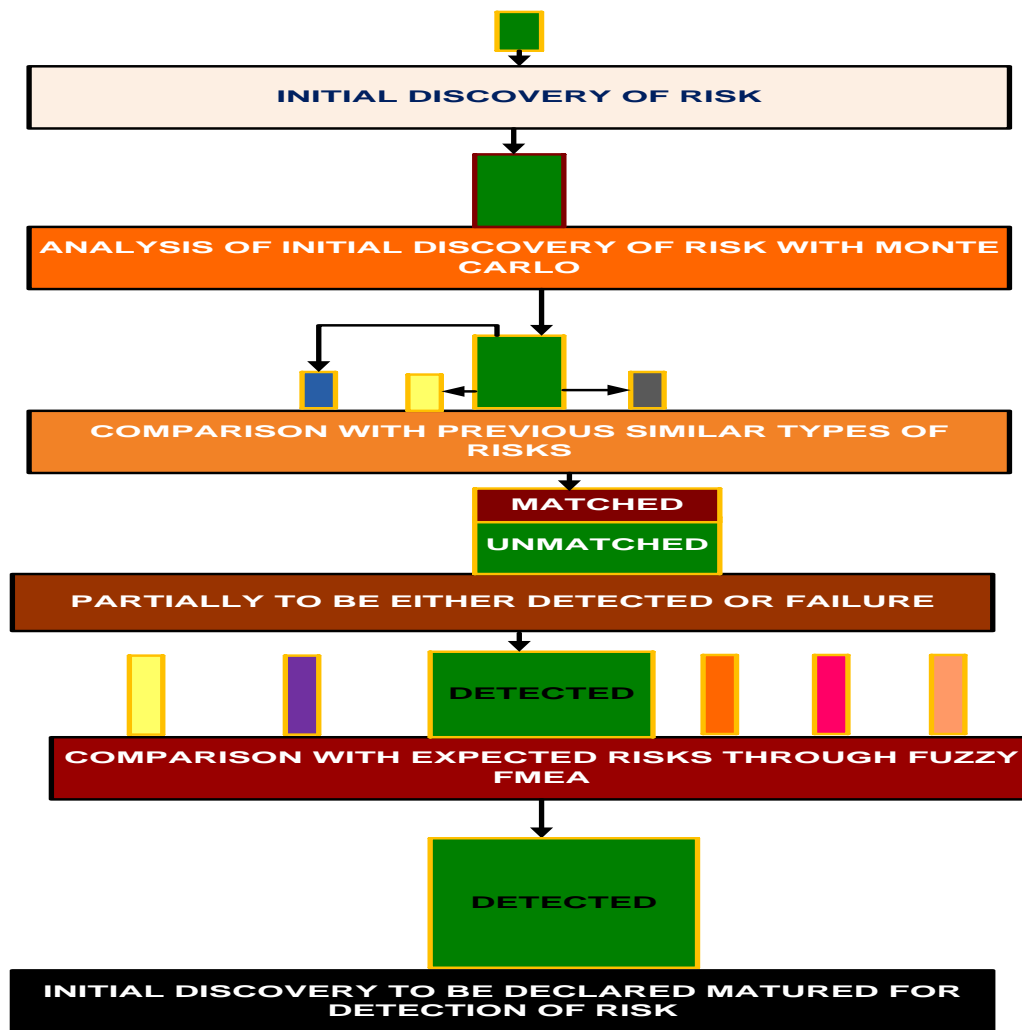 INITIAL DISCOVERY OF RISK
ANALYSIS OF INITIAL DISCOVERY OF RISK WITH MONTE
CARLO
COMPARISON WITH PREVIOUS SIMILAR TYPES OF
RISKS
MATCHED
UNMATCHED
PARTIALLY TO BE EITHER DETECTED OR FAILURE
DETECTED
COMPARISON WITH EXPECTED RISKS THROUGH FUZZY
FMEA
DETECTED
INITIAL DISCOVERY TO BE DECLARED MATURED FOR
DETECTION OF RISK